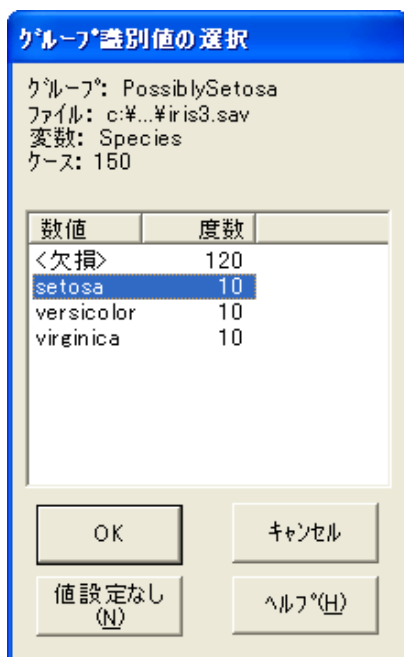 ｸﾞﾙｰﾌﾟ識別値の選択
ｸﾞﾙｰﾌﾟ: PossiblySetosa
ﾌｧｲﾙ: c:¥...¥iris3.sav
変数: Species
ｹｰｽ: 150
数値 度数
<欠損> 120
setosa 10
versicolor 10
virginica 10
OK ｷｬﾝｾﾙ
値設定なし
(N)
ﾍﾙﾌﾟ(H)